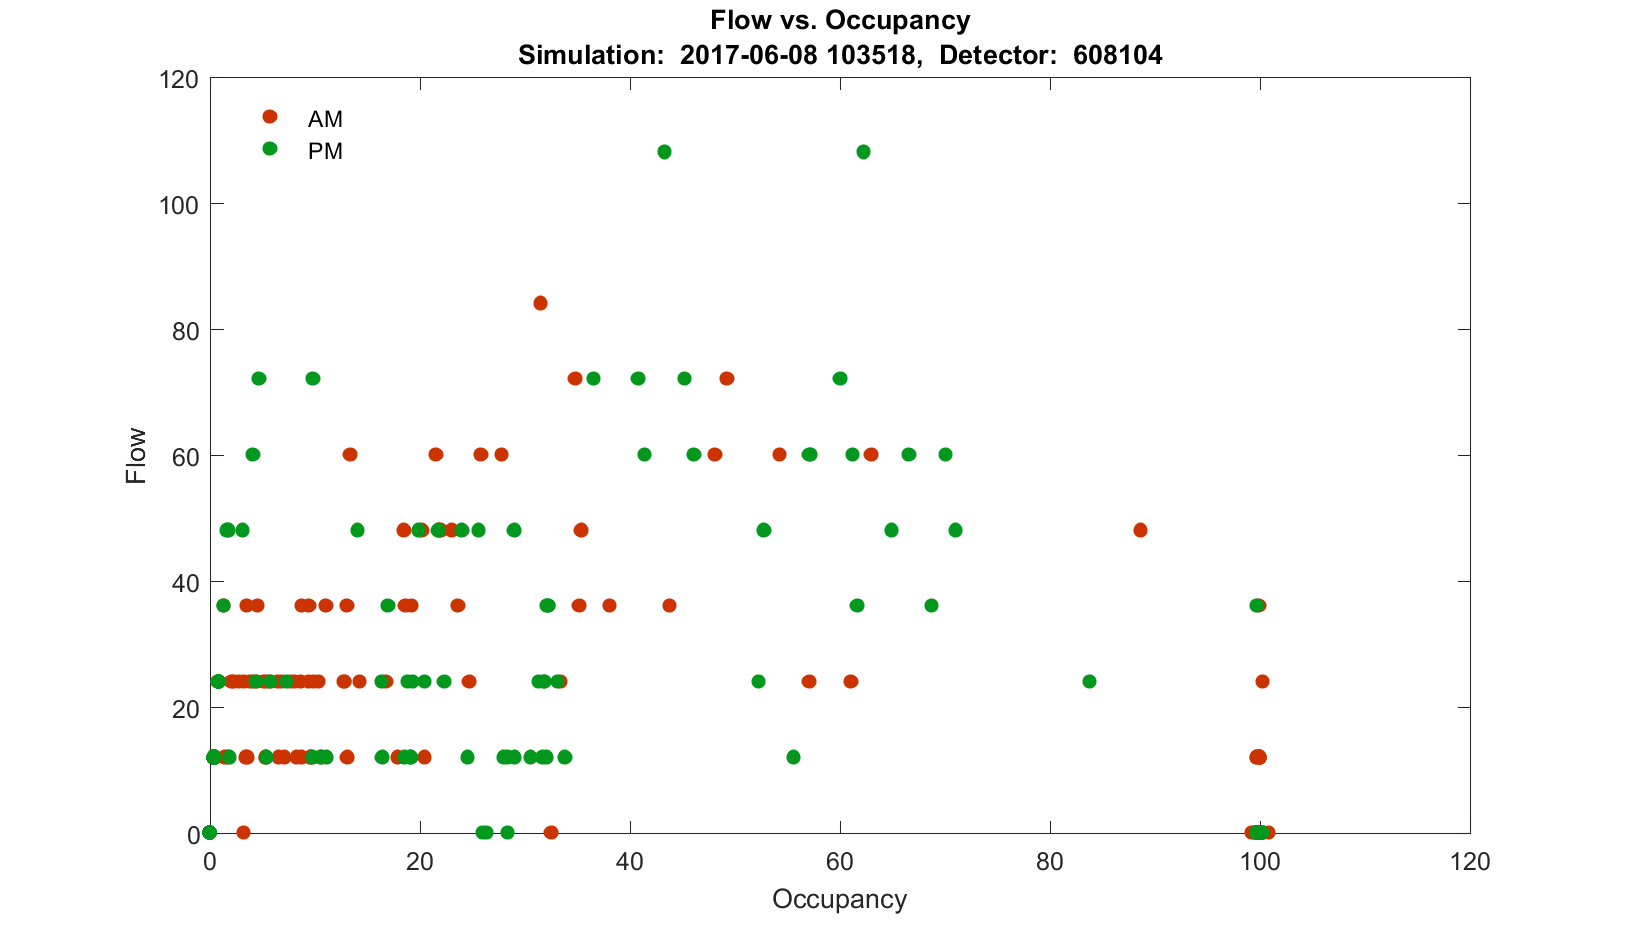 Flow vs. Occupancy
Simulation:  2017-06-08 103518,  Detector:  608104
120
AM
PM
100
80
Flow
60
40
20
0
0 20 40 60 80 100 120
Occupancy